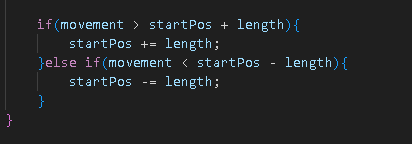 if(movement > startPos + length){
startPos += length;
}else if(movement < startPos - length){
startPos -= length;
}
}